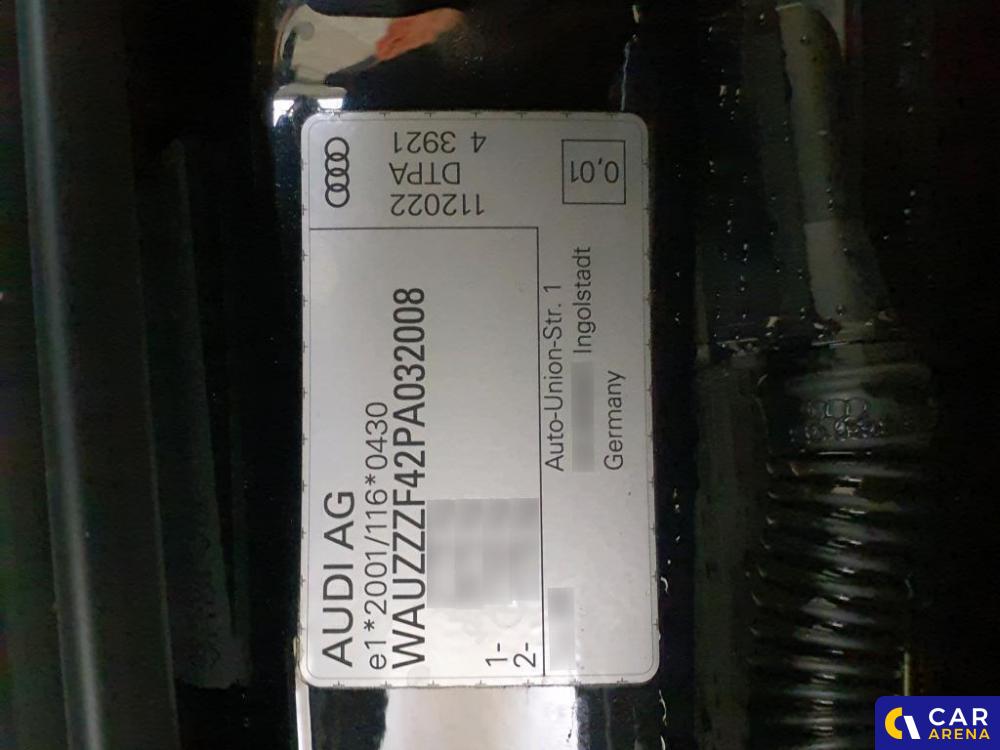 AUDI AG
e1*2001/116*0430
WAUZZZF42PA032008
1-
2-
112022
DTPA
4 3921
Auto-Union-Str. 1
Ingolstadt
Germany
0,01
CAR
ARENA